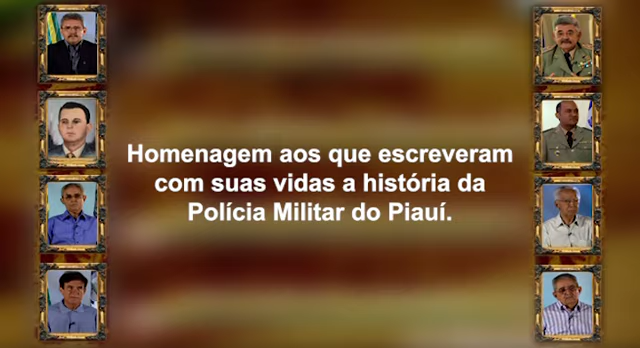 Homenagem aos que escreveram
com suas vidas a história da
Polícia Militar do Piauí.